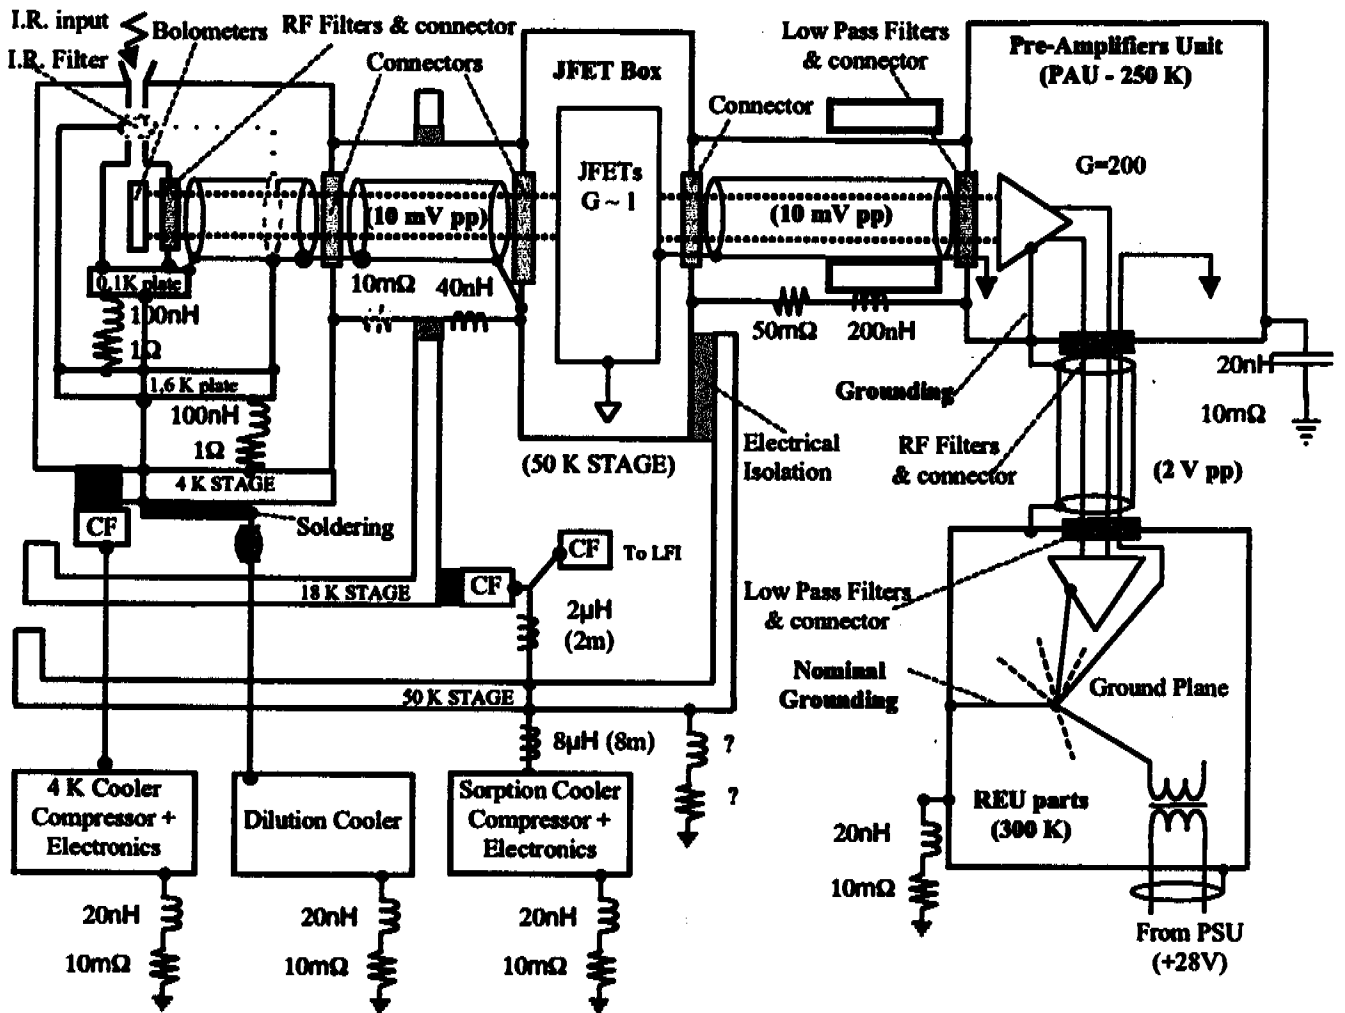 I.R. input
I.R. Filter
Bolometers
RF Filters & connector
Connectors
JFET Box
Low Pass Filters
& connector
Connector
Pre-Amplifiers Unit
(PAU - 250 K)
JFETs
G ~ 1
G=200
(10 mV pp)
(10 mV pp)
0.1K plate
100nH
1Ω
10mΩ
40nH
50mΩ
200nH
1,6 K plate
100nH
1Ω
4 K STAGE
(50 K STAGE)
Electrical
Isolation
Grounding
RF Filters
& connector
20nH
10mΩ
(2 V pp)
CF
Soldering
CF
To LFI
CF
18 K STAGE
2µH
(2m)
Low Pass Filters
& connector
Nominal
Grounding
Ground Plane
50 K STAGE
8µH (8m)
?
?
4 K Cooler
Compressor +
Electronics
Dilution Cooler
Sorption Cooler
Compressor +
Electronics
REU parts
(300 K)
20nH
10mΩ
20nH
10mΩ
20nH
10mΩ
20nH
10mΩ
From PSU
(+28V)